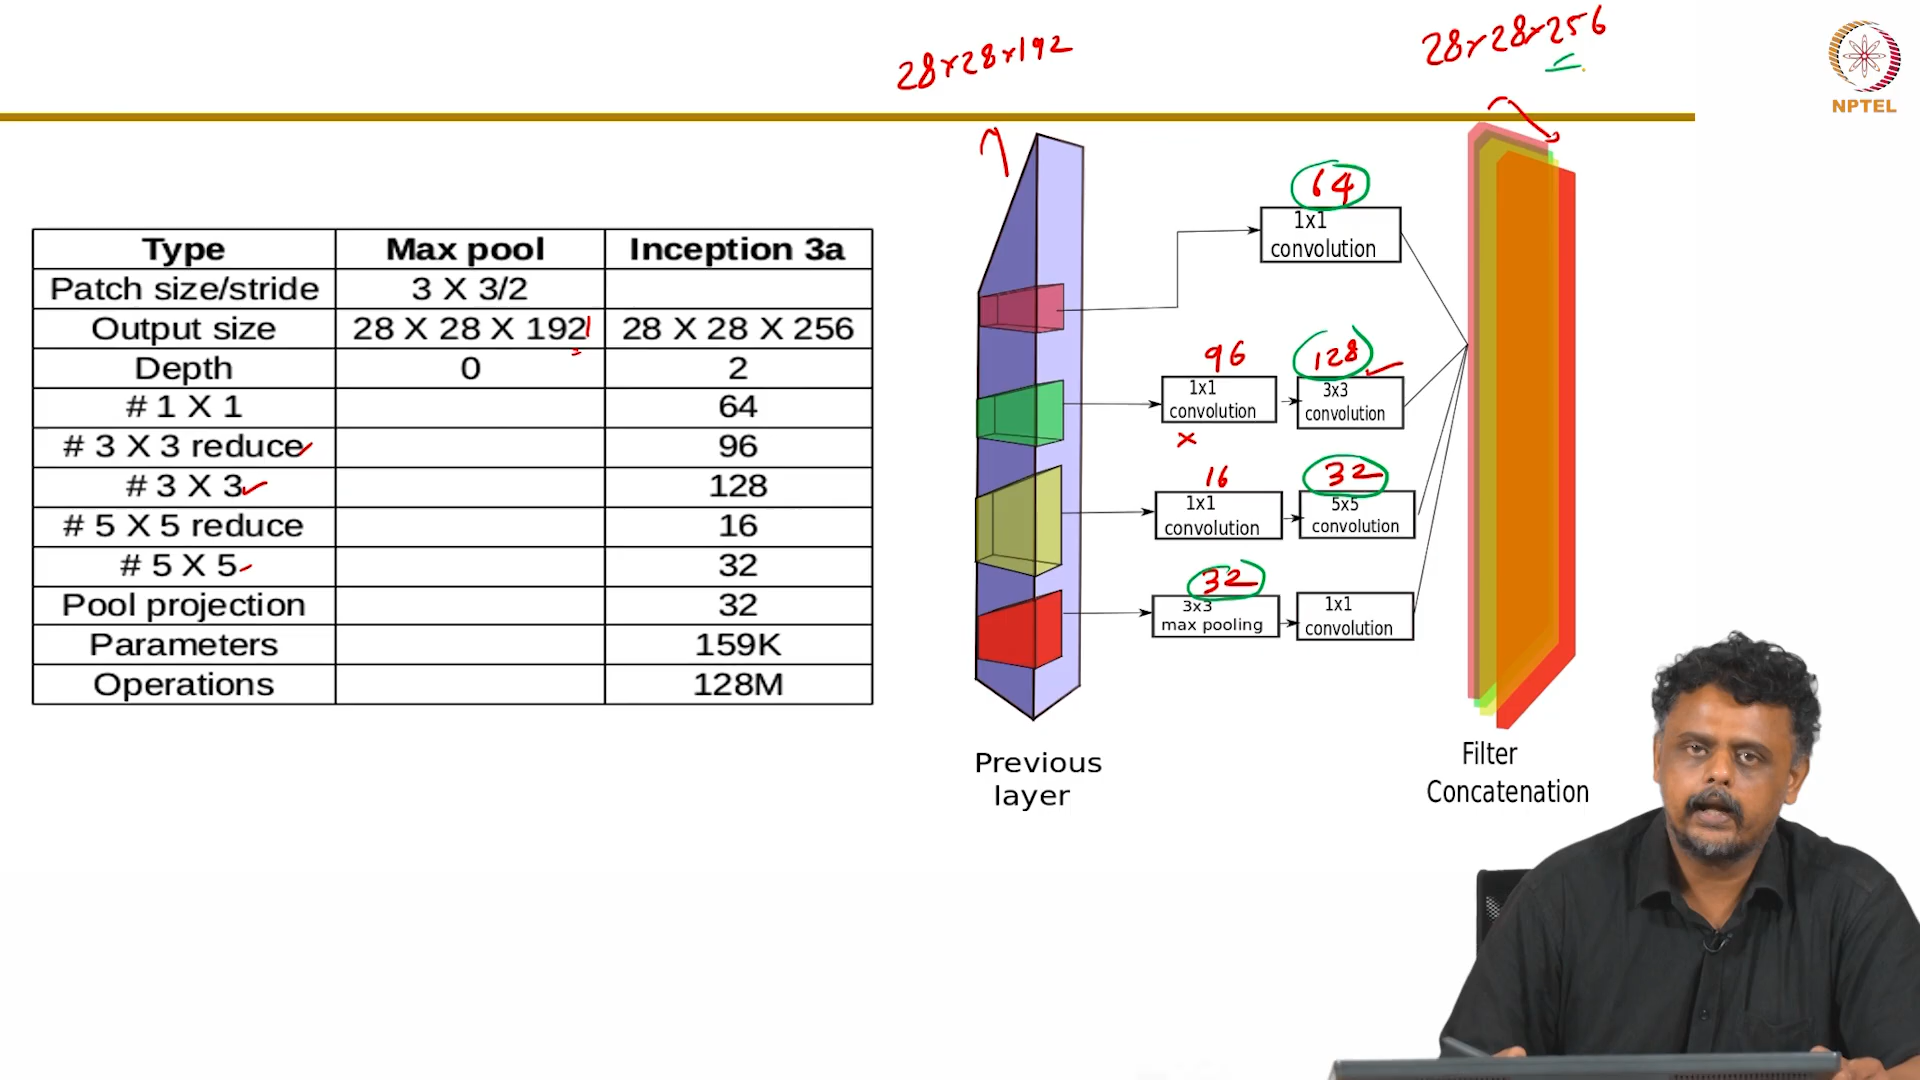 28x28x192
28x28x256
NPTEL
Type Max pool Inception 3a
Patch size/stride 3 X 3/2
Output size 28 X 28 X 192 28 X 28 X 256
Depth 0 2
# 1 X 1 64
# 3 X 3 reduce 96
# 3 X 3 128
# 5 X 5 reduce 16
# 5 X 5 32
Pool projection 32
Parameters 159K
Operations 128M
64
1x1
convolution
96
1x1
convolution
128
3x3
convolution
16
1x1
convolution
32
5x5
convolution
32
3x3
max pooling
1x1
convolution
Previous
layer
Filter
Concatenation